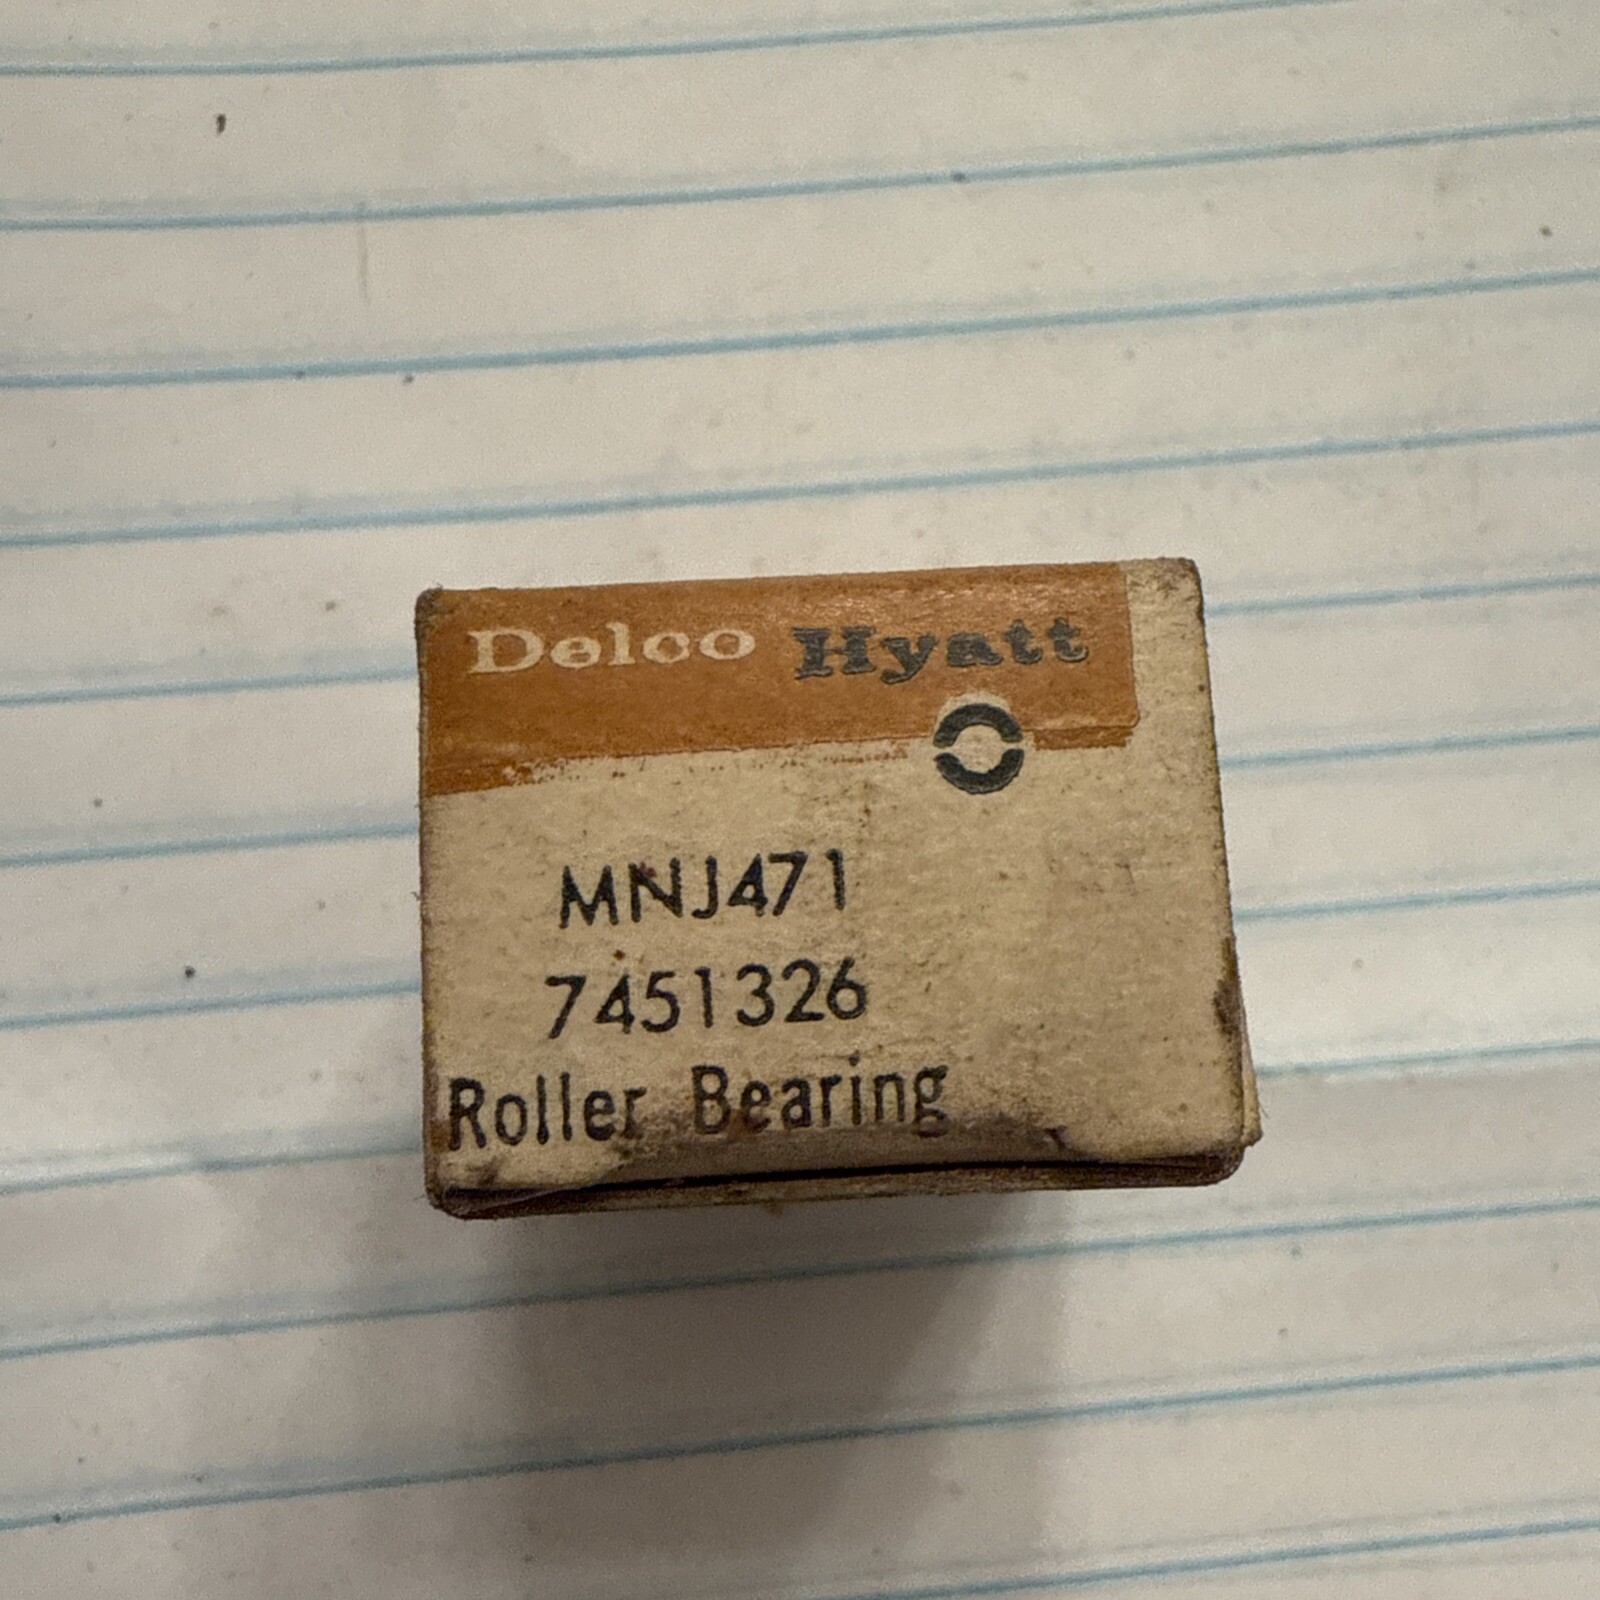 Delco Hyatt
MNJ471
7451326
Roller Bearing